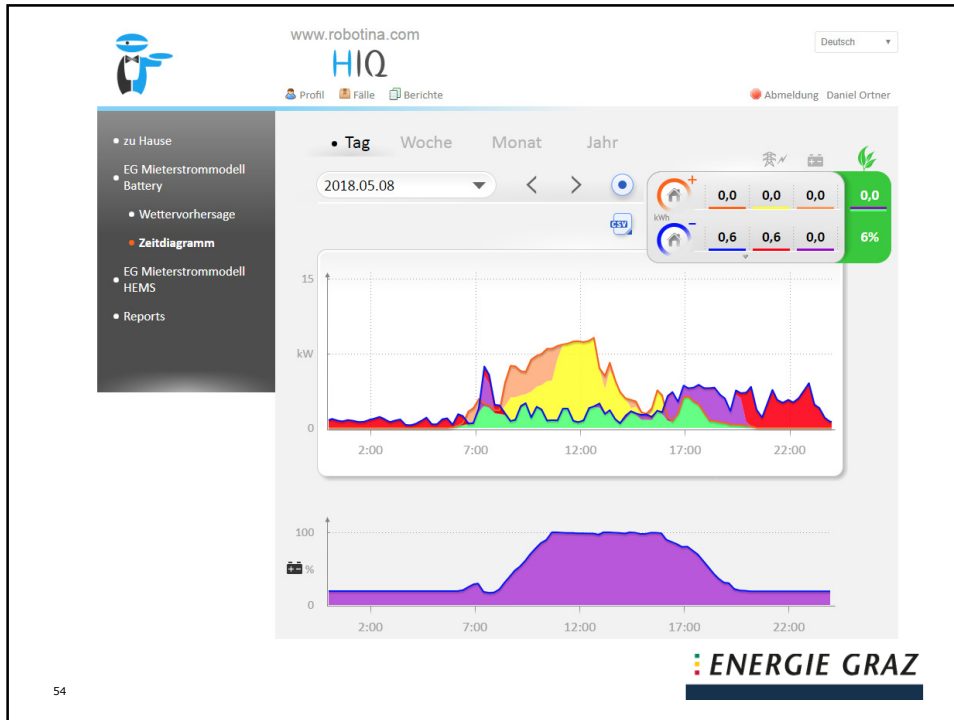 www.robotina.com
HIQ
Deutsch
Profil Fälle Berichte
Abmeldung Daniel Ortner
zu Hause
EG Mieterstrommodell
Battery
Wettervorhersage
Zeitdiagramm
EG Mieterstrommodell
HEMS
Reports
Tag Woche Monat Jahr
2018.05.08
CSV
+ 0,0 0,0 0,0 0,0
kWh
- 0,6 0,6 0,0 6%
15
kW
0
2:00 7:00 12:00 17:00 22:00
100
%
0
2:00 7:00 12:00 17:00 22:00
ENERGIE GRAZ
54